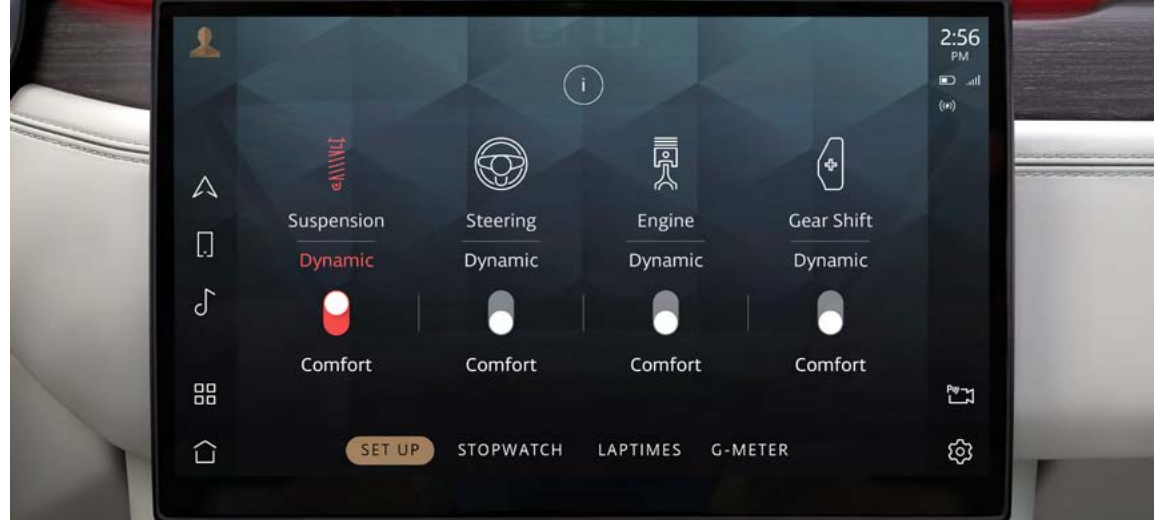 2:56
PM
i
Suspension
Steering
Engine
Gear Shift
Dynamic
Dynamic
Dynamic
Dynamic
Comfort
Comfort
Comfort
Comfort
SET UP
STOPWATCH
LAPTIMES
G-METER